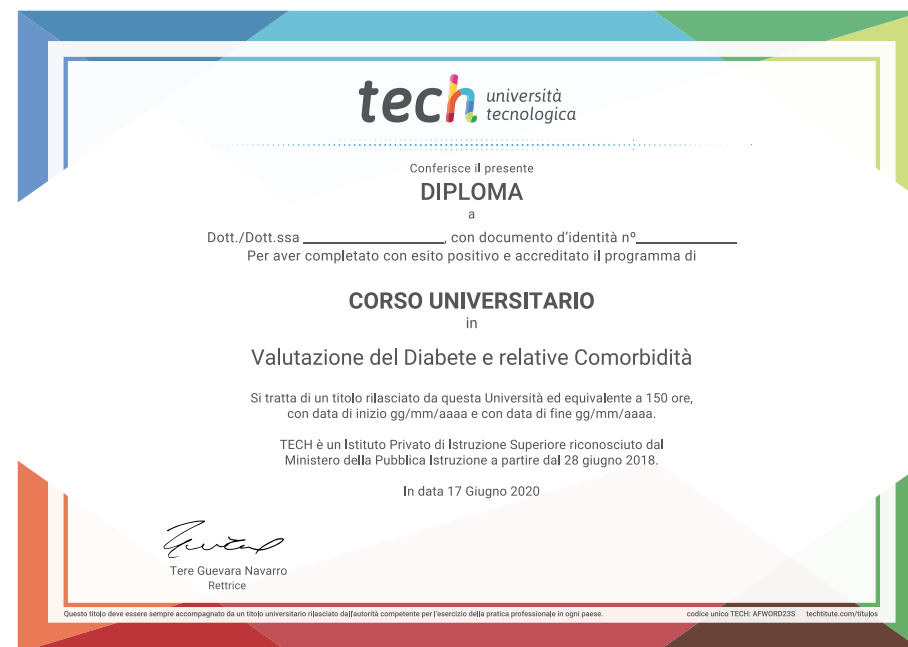 tech università
tecnologica
Conferisce il presente
DIPLOMA
a
Dott./Dott.ssa ________________, con documento d'identità nº____________
Per aver completato con esito positivo e accreditato il programma di
CORSO UNIVERSITARIO
in
Valutazione del Diabete e relative Comorbidità
Si tratta di un titolo rilasciato da questa Università ed equivalente a 150 ore,
con data di inizio gg/mm/aaaa e con data di fine gg/mm/aaaa.
TECH è un Istituto Privato di Istruzione Superiore riconosciuto dal
Ministero della Pubblica Istruzione a partire dal 28 giugno 2018.
In data 17 Giugno 2020
Tere Guevara Navarro
Rettrice
Questo titolo deve essere sempre accompagnato da un titolo universitario rilasciato dall'autorità competente per l'esercizio della pratica professionale in ogni paese. codice unico TECH: AFWORD23S techtitute.com/titulos